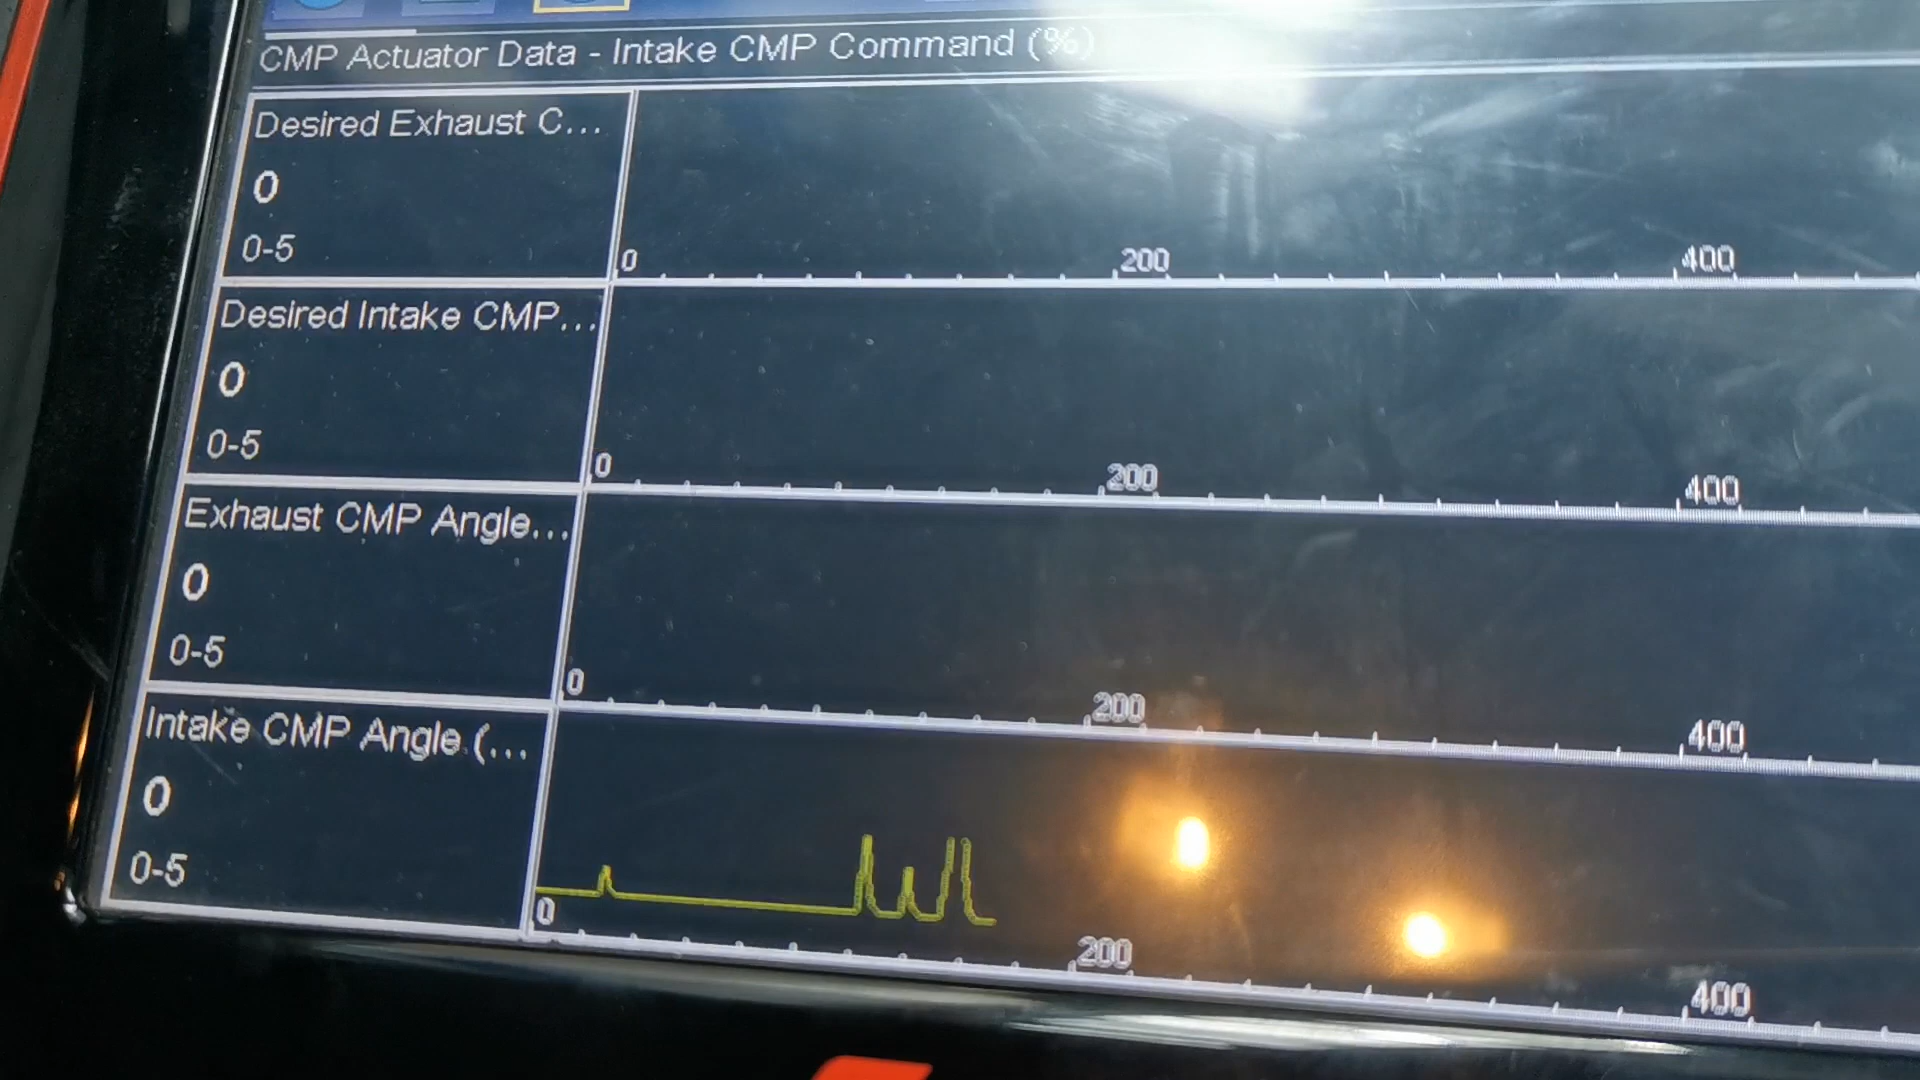 CMP Actuator Data - Intake CMP Command (%)
Desired Exhaust C...
0
0-5
0 200 400
Desired Intake CMP...
0
0-5
0 200 400
Exhaust CMP Angle...
0
0-5
0 200 400
Intake CMP Angle (...
0
0-5
0 200 400